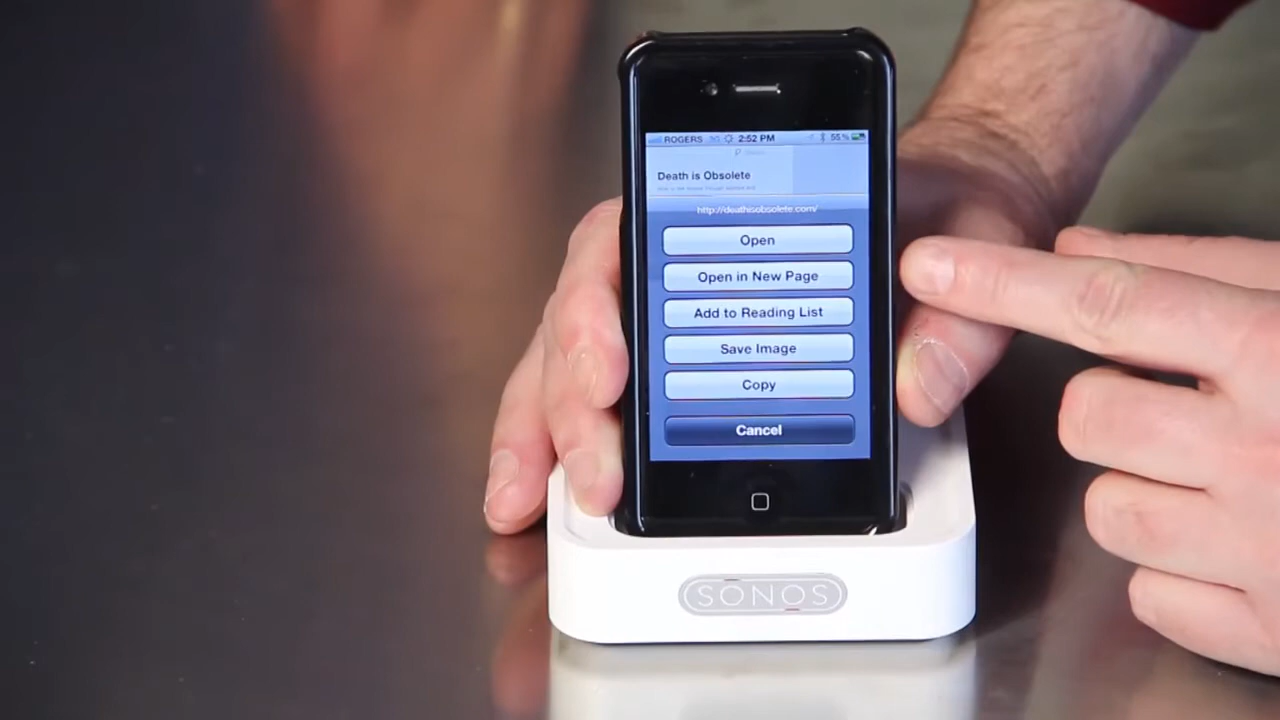 ROGERS 2:52 PM 55%
Death is Obsolete
http://deathisobsolete.com/
Open
Open in New Page
Add to Reading List
Save Image
Copy
Cancel
SONOS